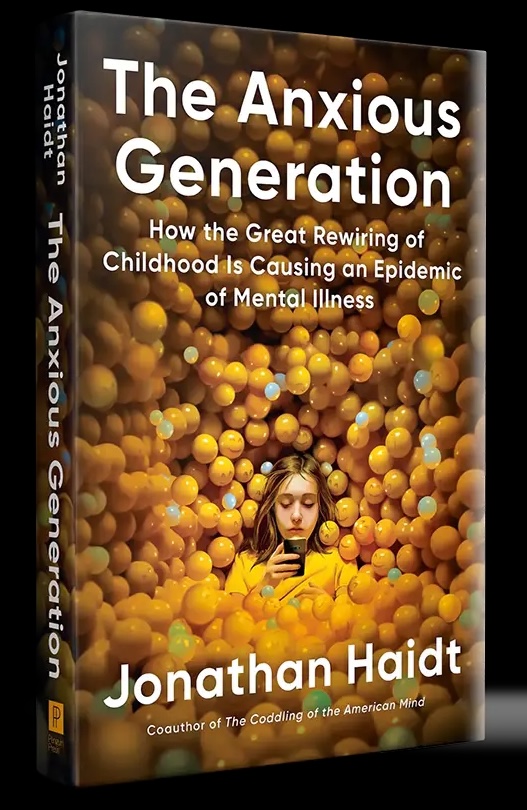 The Anxious
Generation
How the Great Rewiring of
Childhood Is Causing an Epidemic
of Mental Illness
Jonathan Haidt
Coauthor of The Coddling of the American Mind
Jonathan
Haidt
The Anxious Generation